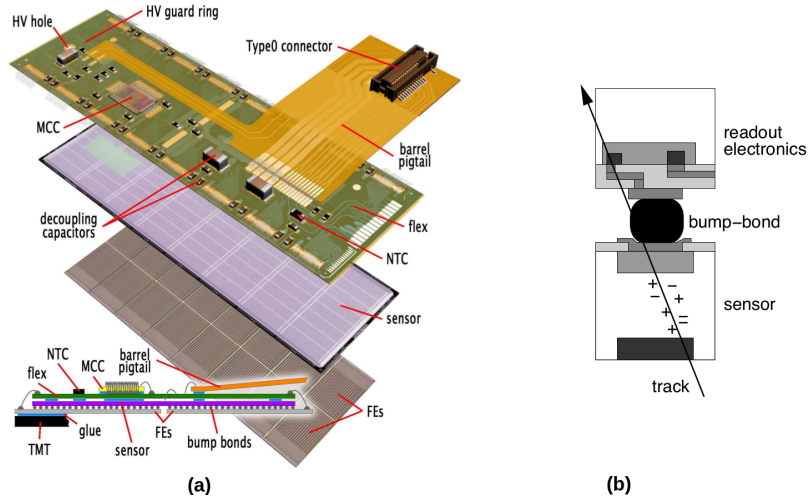 HV guard ring
HV hole
Type0 connector
MCC
barrel
pigtail
decoupling
capacitors
flex
NTC
sensor
barrel
pigtail
NTC
MCC
flex
FEs
FEs
bump bonds
glue
sensor
TMT
(a)
readout
electronics
bump-bond
sensor
track
(b)